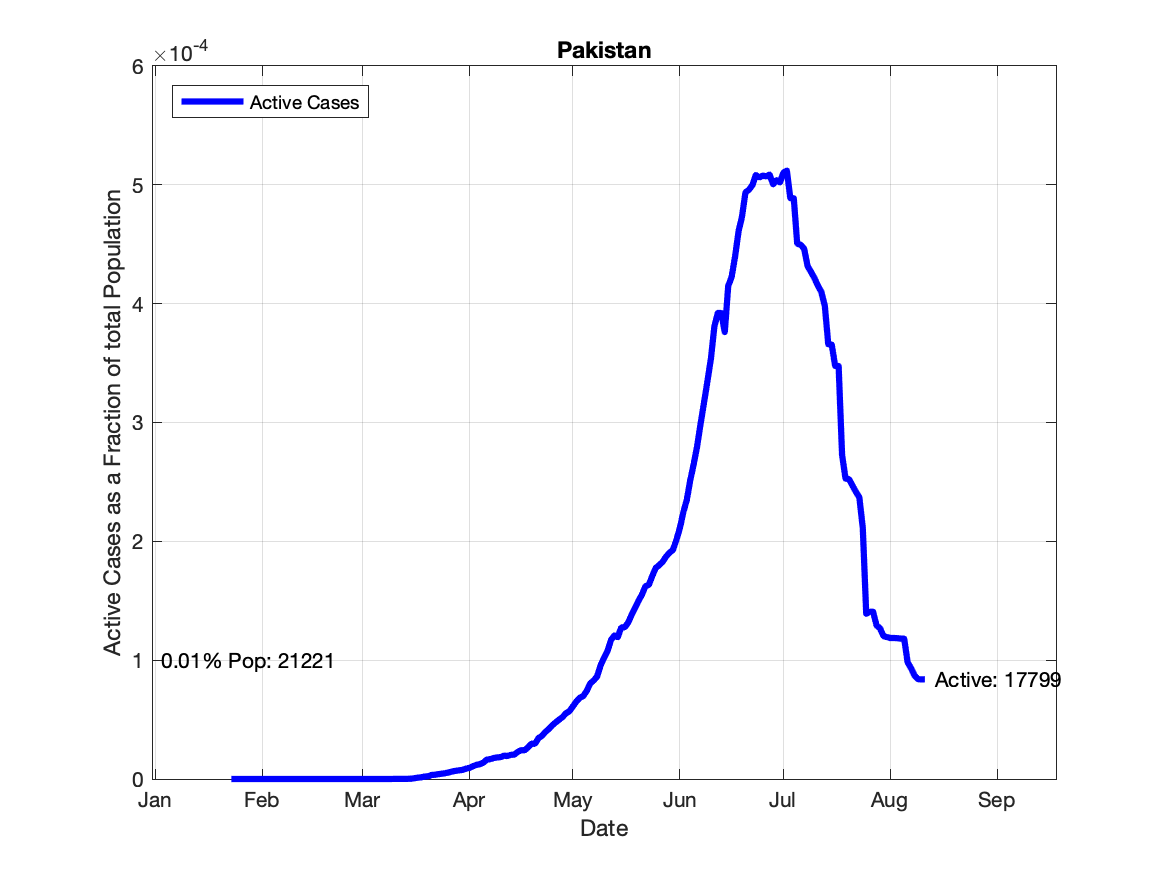 Pakistan
×10⁻⁴
6
5
4
3
2
1
0
Active Cases
Active Cases as a Fraction of total Population
0.01% Pop: 21221
Active: 17799
Jan Feb Mar Apr May Jun Jul Aug Sep
Date